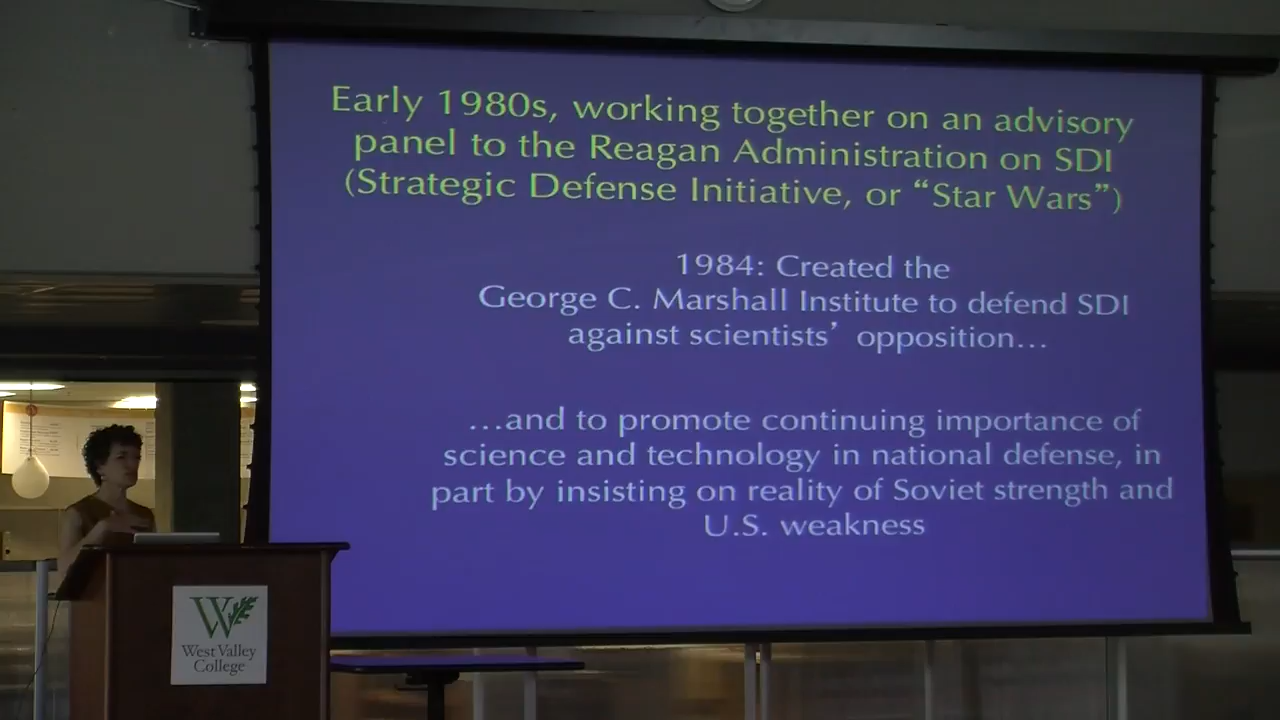 Early 1980s, working together on an advisory
panel to the Reagan Administration on SDI
(Strategic Defense Initiative, or “Star Wars”)
1984: Created the
George C. Marshall Institute to defend SDI
against scientists’ opposition…
…and to promote continuing importance of
science and technology in national defense, in
part by insisting on reality of Soviet strength and
U.S. weakness
W
West Valley
College